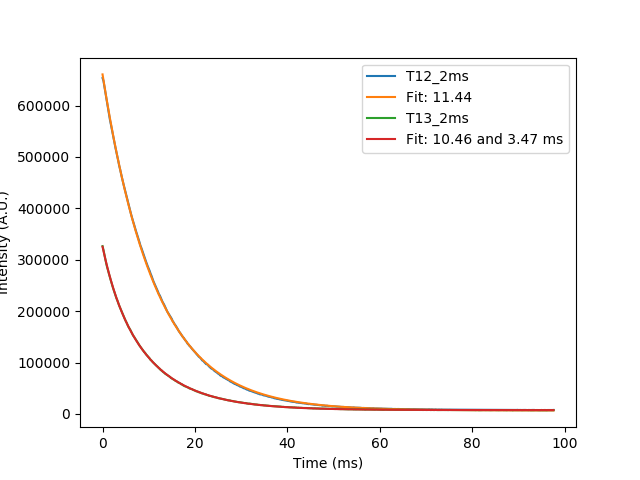 T12_2ms
Fit: 11.44
T13_2ms
Fit: 10.46 and 3.47 ms
Intensity (A.U.)
600000
500000
400000
300000
200000
100000
0
0 20 40 60 80 100
Time (ms)